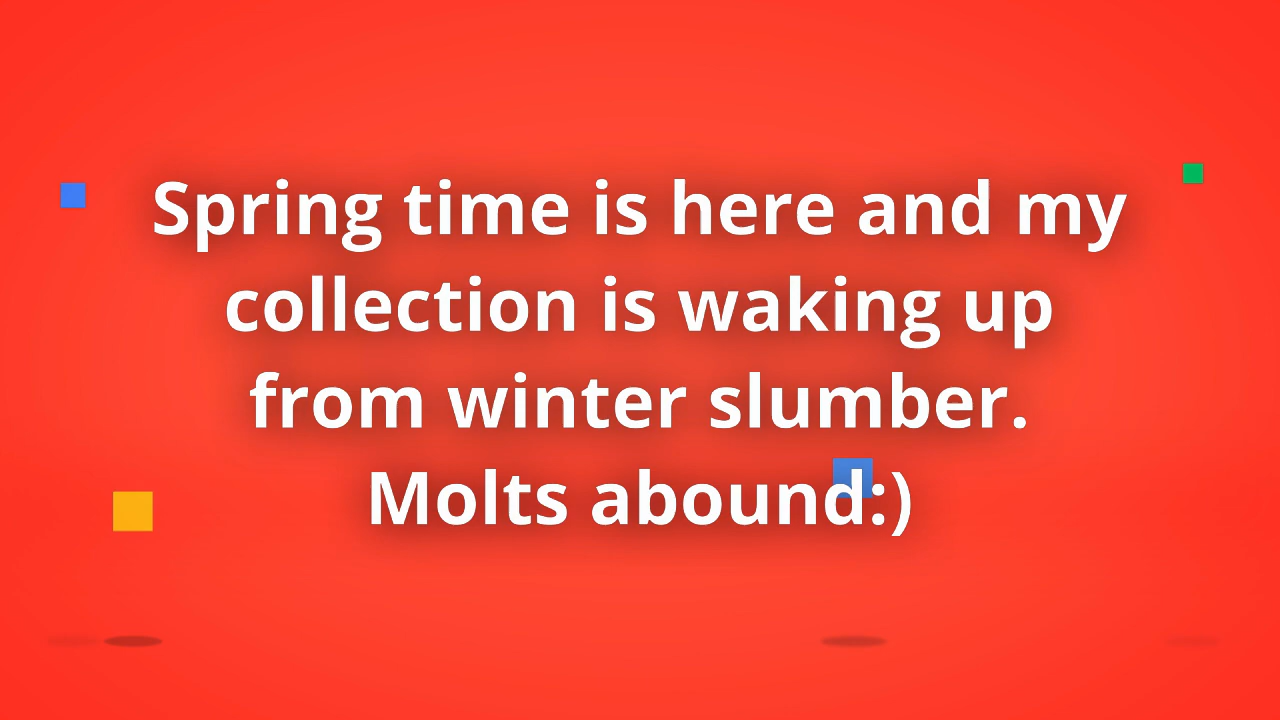 Spring time is here and my
collection is waking up
from winter slumber.
Molts abound:)